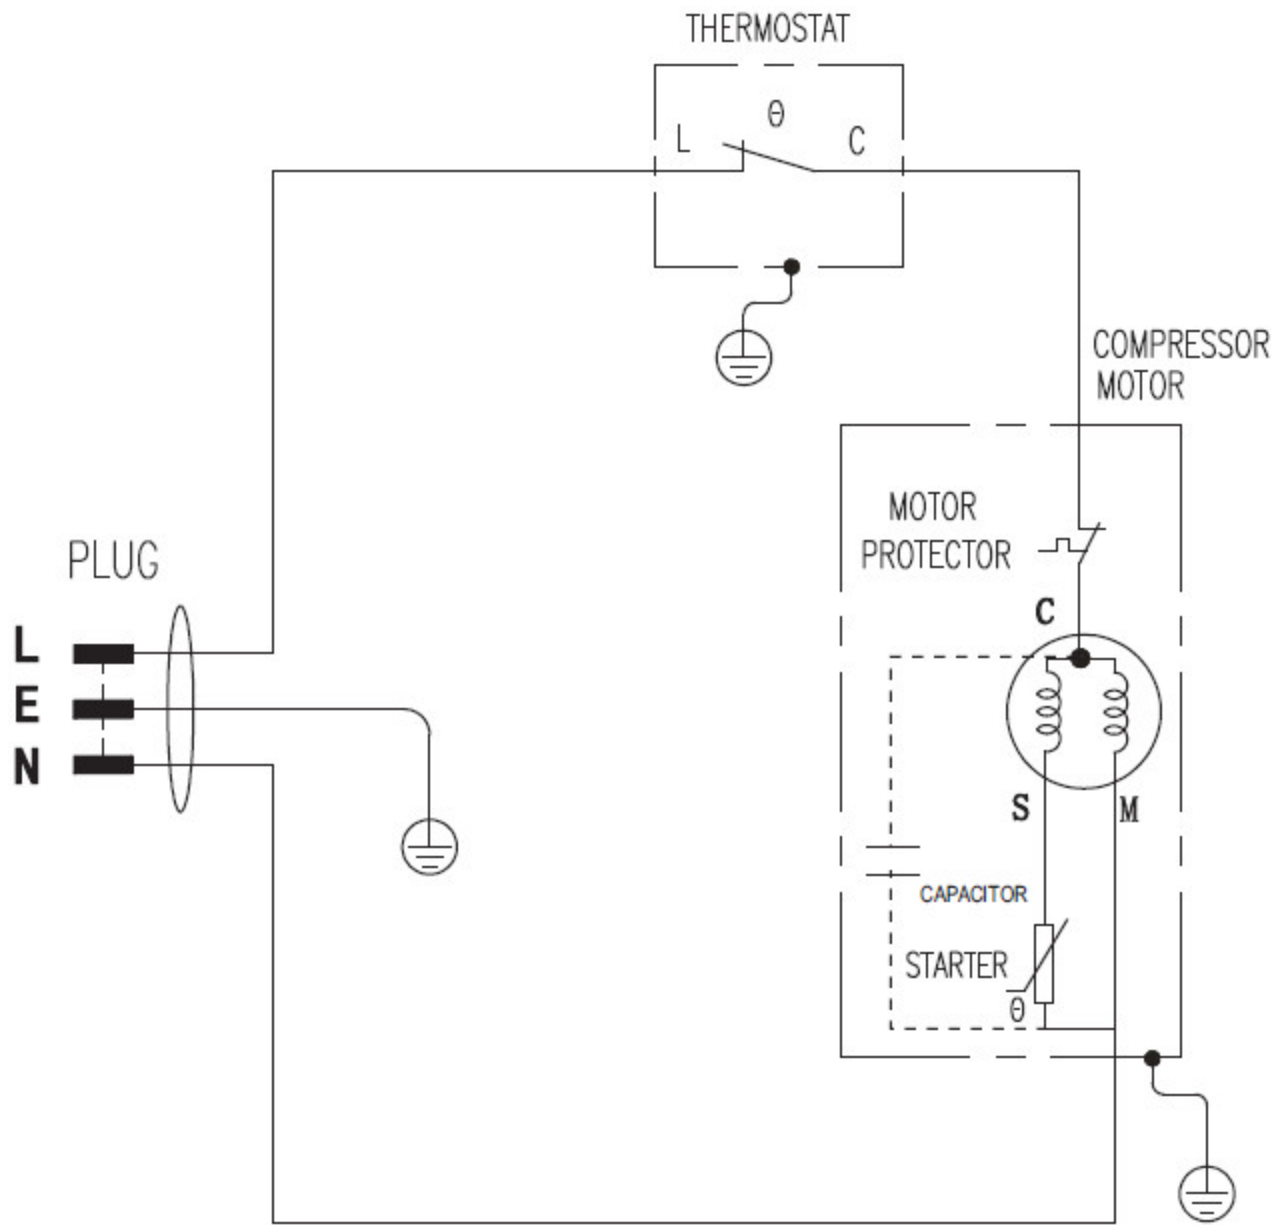 THERMOSTAT
θ
L
C
COMPRESSOR
MOTOR
MOTOR
PROTECTOR
PLUG
C
L
E
N
S
M
CAPACITOR
STARTER
θ